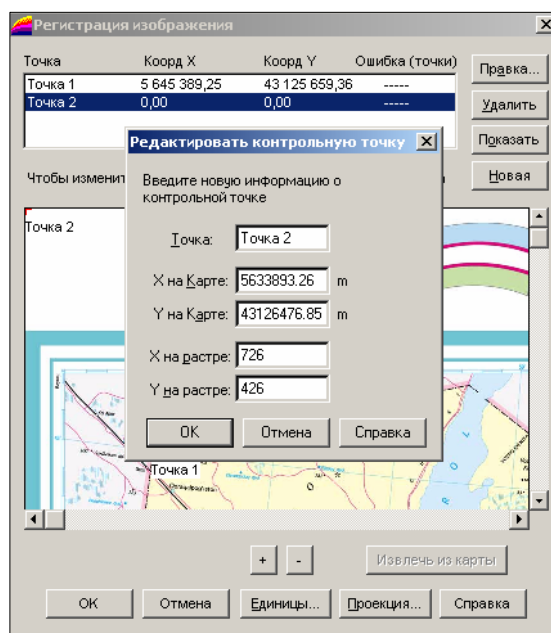 Регистрация изображения
Точка Коорд X Коорд Y Ошибка (точки)
Точка 1 5 645 389,25 43 125 659,36 -----
Точка 2 0,00 0,00 -----
Правка...
Удалить
Показать
Новая
Чтобы изменит
Редактировать контрольную точку
Введите новую информацию о
контрольной точке
Точка: Точка 2
X на Карте: 5633893.26 m
Y на Карте: 43126476.85 m
X на растре: 726
Y на растре: 426
OK Отмена Справка
Точка 2
Точка 1
+ - Извлечь из карты
OK Отмена Единицы... Проекция... Справка